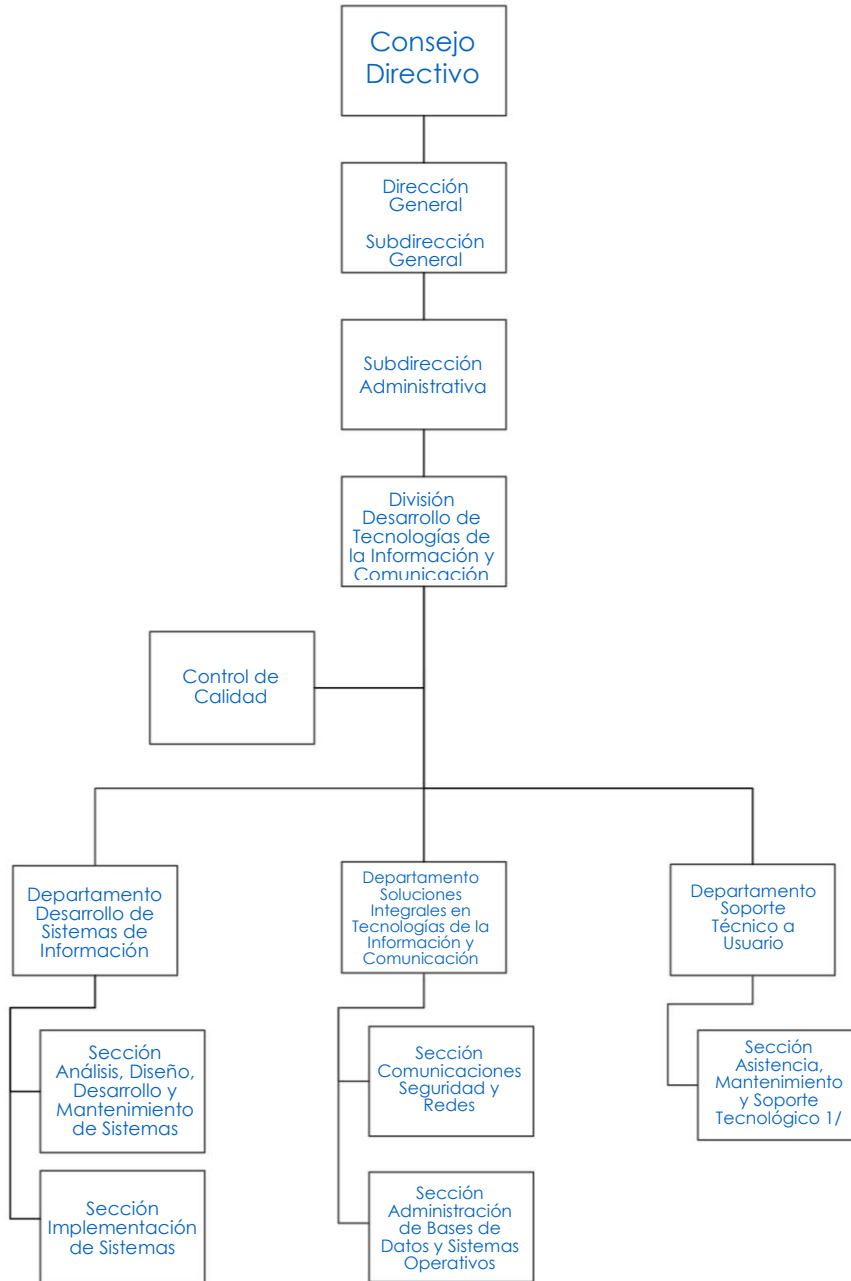 Consejo
Directivo
Dirección
General
Subdirección
General
Subdirección
Administrativa
División
Desarrollo de
Tecnologías de
la Información y
Comunicación
Control de
Calidad
Departamento
Desarrollo de
Sistemas de
Información
Departamento
Soluciones
Integrales en
Tecnologías de la
Información y
Comunicación
Departamento
Soporte
Técnico a
Usuario
Sección
Análisis, Diseño,
Desarrollo y
Mantenimiento
de Sistemas
Sección
Implementación
de Sistemas
Sección
Comunicaciones
Seguridad y
Redes
Sección
Administración
de Bases de
Datos y Sistemas
Operativos
Sección
Asistencia,
Mantenimiento
y Soporte
Tecnológico 1/